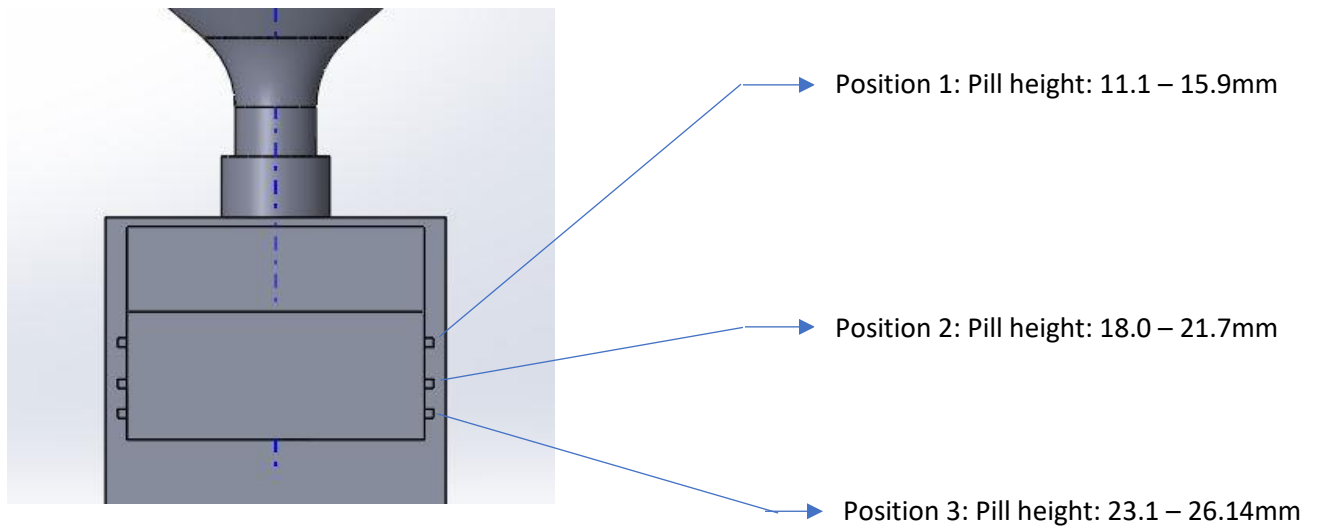 Position 1: Pill height: 11.1 – 15.9mm
Position 2: Pill height: 18.0 – 21.7mm
Position 3: Pill height: 23.1 – 26.14mm